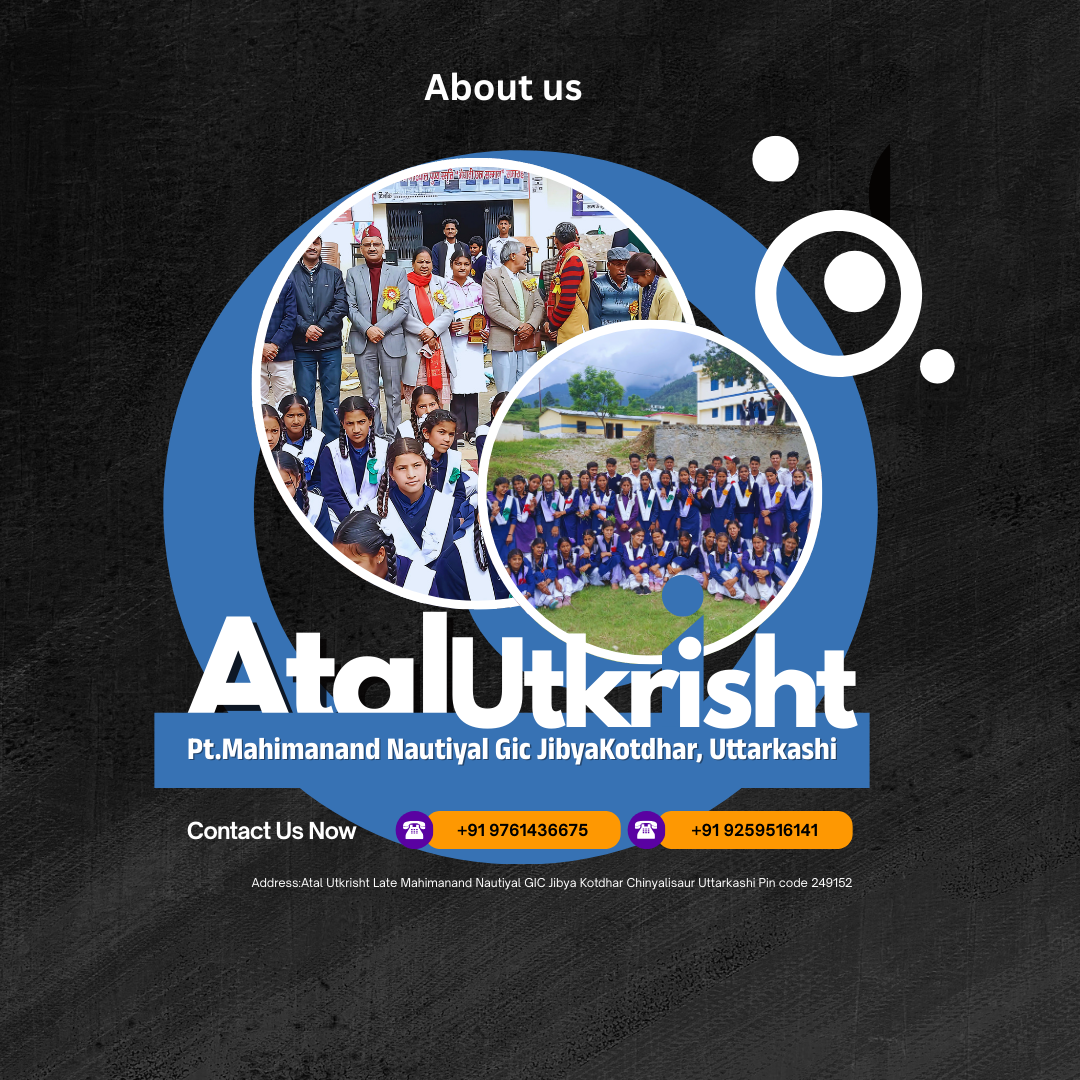 About us
AtalUtkrisht
Pt.Mahimanand Nautiyal Gic JibyaKotdhar, Uttarkashi
Contact Us Now
+91 9761436675
+91 9259516141
Address:Atal Utkrisht Late Mahimanand Nautiyal GIC Jibya Kotdhar Chinyalisaur Uttarkashi Pin code 249152